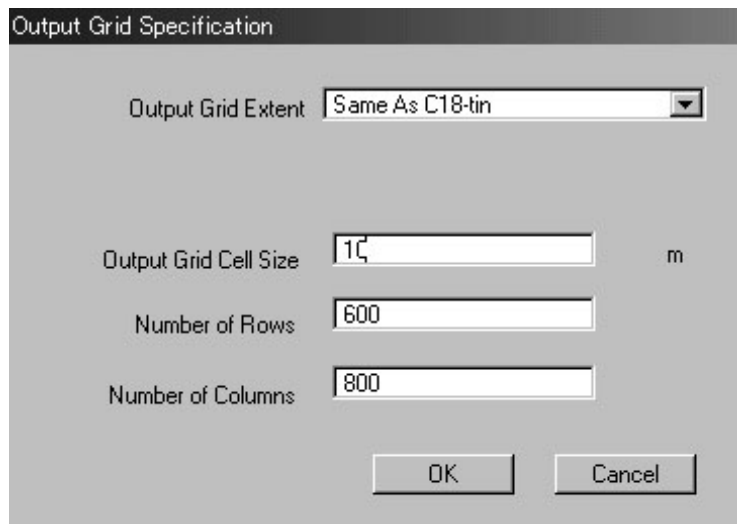 Output Grid Specification
Output Grid Extent Same As C18-tin
Output Grid Cell Size 10 m
Number of Rows 600
Number of Columns 800
OK Cancel